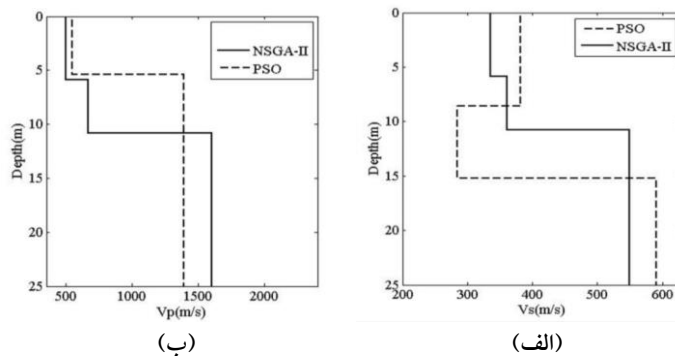 0
5
10
15
20
25
Depth(m)
NSGA-II
PSO
500 1000 1500 2000
Vp(m/s)
(ب)
0
5
10
15
20
25
Depth(m)
PSO
NSGA-II
200 300 400 500 600
Vs(m/s)
(الف)